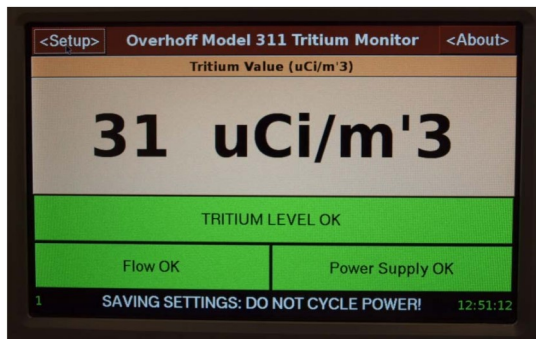 <Setup> Overhoff Model 311 Tritium Monitor <About>
Tritium Value (uCi/m'3)
31 uCi/m'3
TRITIUM LEVEL OK
Flow OK Power Supply OK
1 SAVING SETTINGS: DO NOT CYCLE POWER! 12:51:12